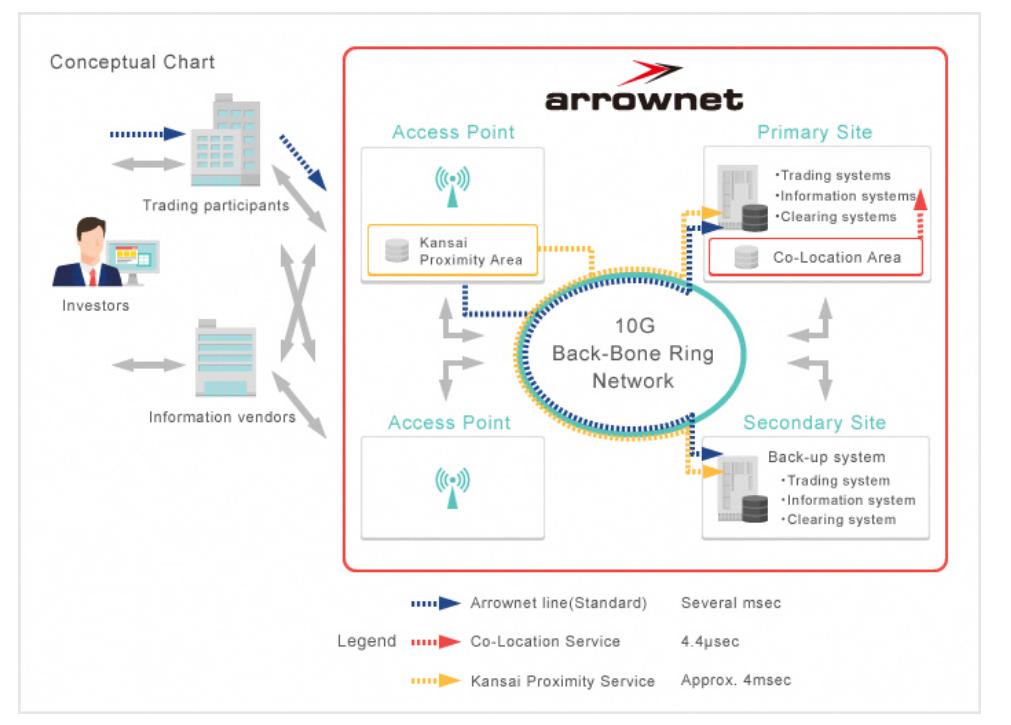 Conceptual Chart
arrownet
Access Point
Primary Site
・Trading systems
・Information systems
・Clearing systems
Trading participants
Kansai
Proximity Area
Co-Location Area
Investors
10G
Back-Bone Ring
Network
Information vendors
Access Point
Secondary Site
Back-up system
・Trading system
・Information system
・Clearing system
Legend
Arrownet line(Standard) Several msec
Co-Location Service 4.4μsec
Kansai Proximity Service Approx. 4msec